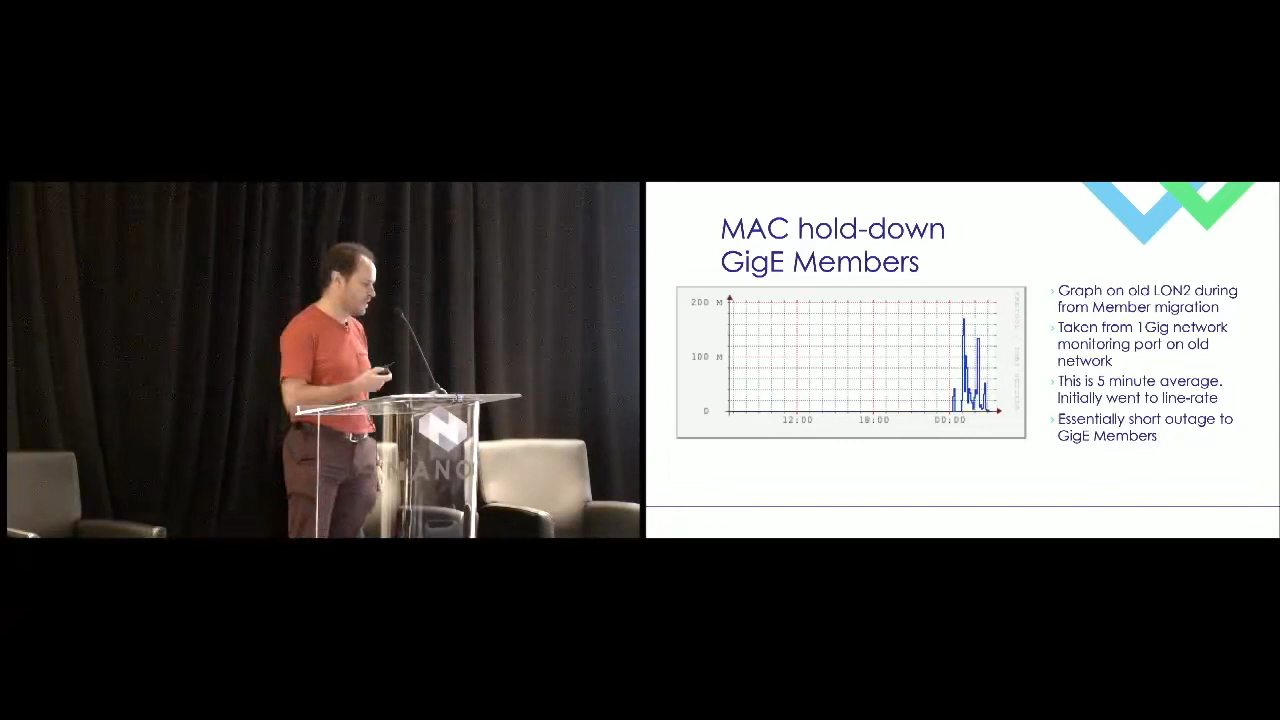 MAC hold-down
GigE Members
200 M
100 M
0
12:00
18:00
00:00
› Graph on old LON2 during
from Member migration
› Taken from 1Gig network
monitoring port on old
network
› This is 5 minute average.
Initially went to line-rate
› Essentially short outage to
GigE Members
NANO